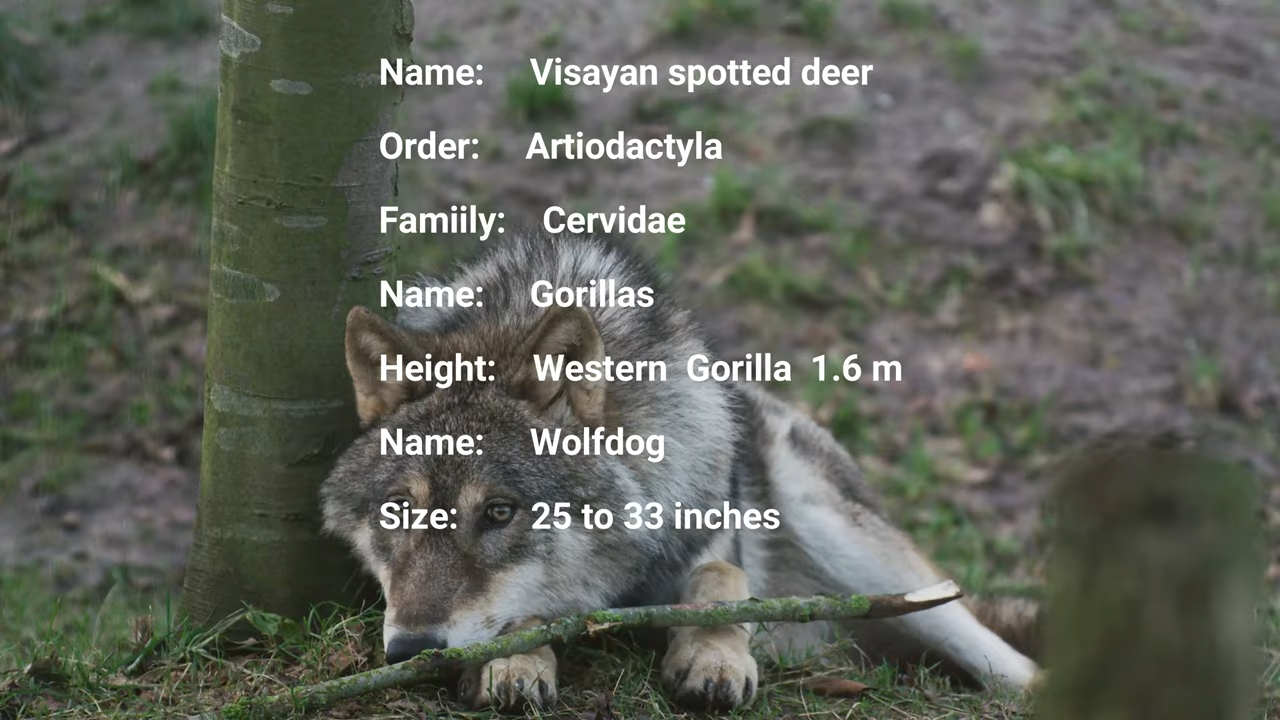 Name: Visayan spotted deer
Order: Artiodactyla
Famiily: Cervidae
Name: Gorillas
Height: Western Gorilla 1.6 m
Name: Wolfdog
Size: 25 to 33 inches